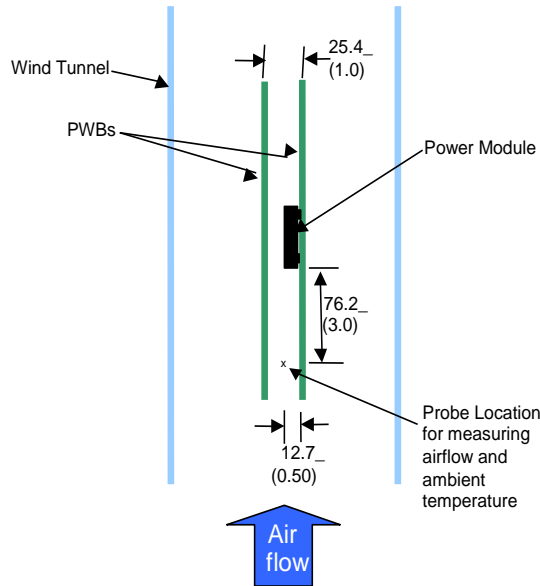 25.4_
(1.0)
Wind Tunnel
PWBs
Power Module
76.2_
(3.0)
x
Probe Location
for measuring
airflow and
ambient
temperature
12.7_
(0.50)
Air
flow